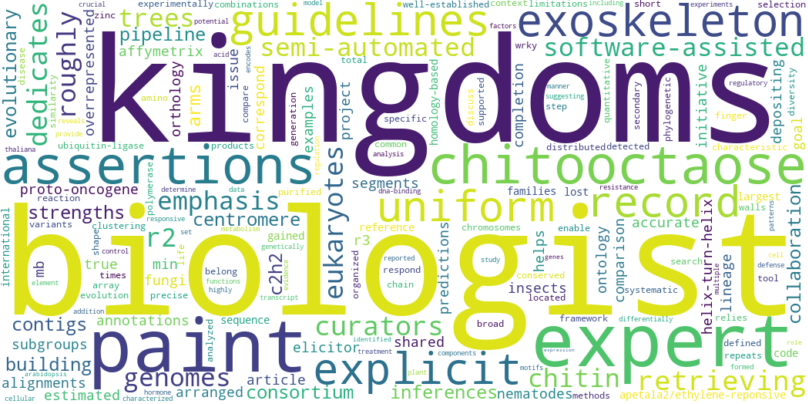 crucial experimentally combinations well-established context limitations including short experiments selection
zinc trees guidelines exoskeleton
evolutionary dedicates roughly overrepresented pipeline affymetrix semi-automated software-assisted
disease similarity reveals provide
kingdoms
issue arms orthology amino acid encodes potential model factors
correspond compare generation examples project total specific common analysis homology-based
discuss supported wrky completion manner suggesting step distributed detected
quantitative secondary phylogenetic regulatory finger initiative characteristic depositing diversity goal
thaliana ubiquitin-ligase products
assertions eukaryotes segments dna-binding chitooctaose
proto-oncogene reaction polymerase determine data purified
strengths emphasis centromere uniform record
families lost resistance largest walls patterns
international variants clustering responsive set metabolism genetically
biologist
mb shapes control r2 gained r3 reference chromosomes helps enable
true times min life c2h2 predictions insects ontology comparison accurate systematic search
array evolution fungi belong functions highly evidence transcript organized respond chain reported conserved located study genes multiple
element precise broad framework differentially relies
helix-turn-helix lineage tool cell defense collaboration
contigs annotations sequence addition analyzed elicitor curators shared
subgroups paint explicit expert
defined repeats formed code role
building genomes identified treatment components motifs expression chitin retrieving
alignments arabidopsis hormone article plant
cellular estimated characterized arranged consortium inferences nematodes methods apetala2/ethylene-reponsive